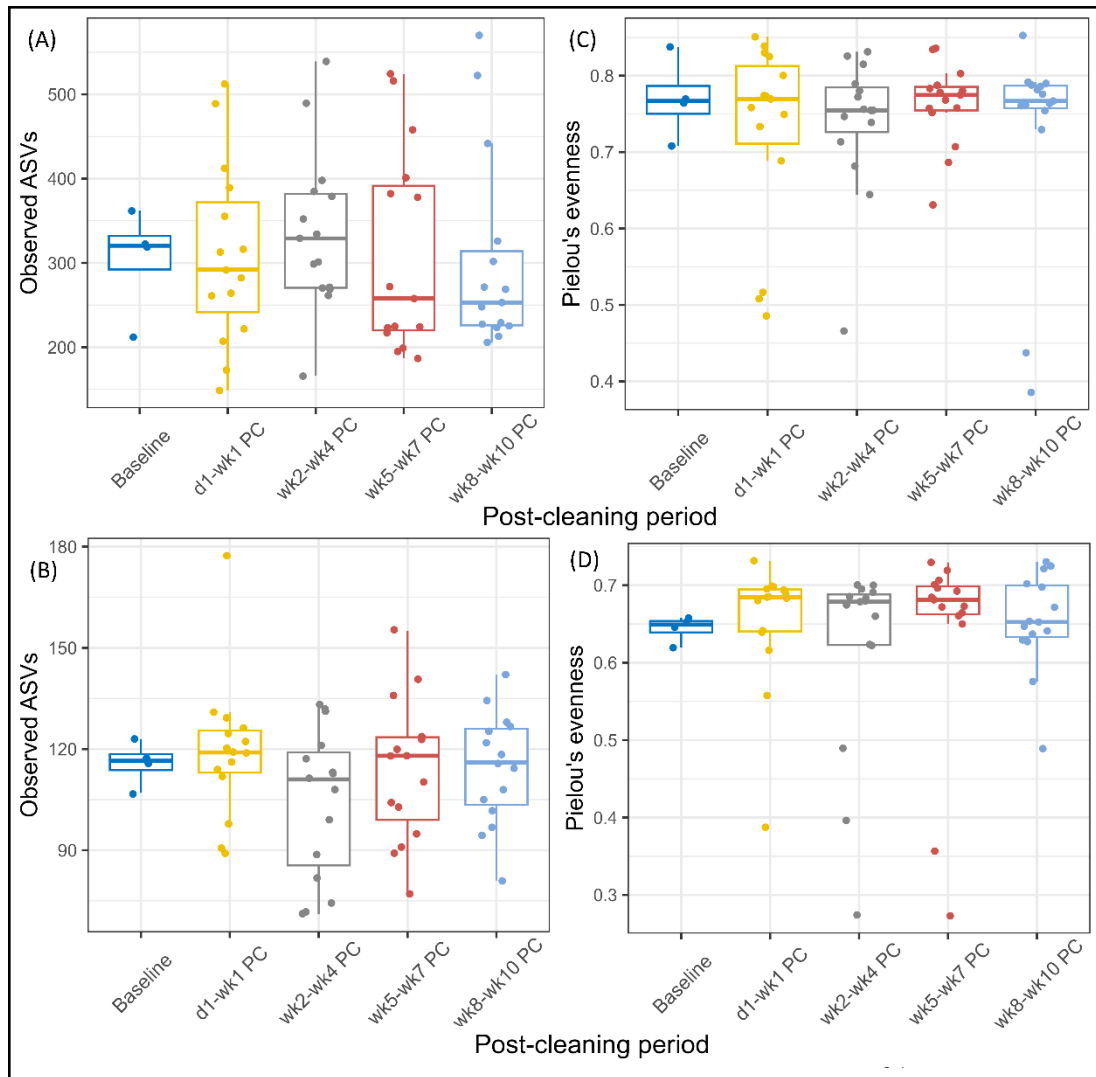 (A)
Observed ASVs
500
400
300
200
Baseline
d1-wk1 PC
wk2-wk4 PC
wk5-wk7 PC
wk8-wk10 PC
(C)
Pielou's evenness
0.8
0.7
0.6
0.5
0.4
Baseline
d1-wk1 PC
wk2-wk4 PC
wk5-wk7 PC
wk8-wk10 PC
Post-cleaning period
(B)
Observed ASVs
180
150
120
90
Baseline
d1-wk1 PC
wk2-wk4 PC
wk5-wk7 PC
wk8-wk10 PC
(D)
Pielou's evenness
0.7
0.6
0.5
0.4
0.3
Baseline
d1-wk1 PC
wk2-wk4 PC
wk5-wk7 PC
wk8-wk10 PC
Post-cleaning period